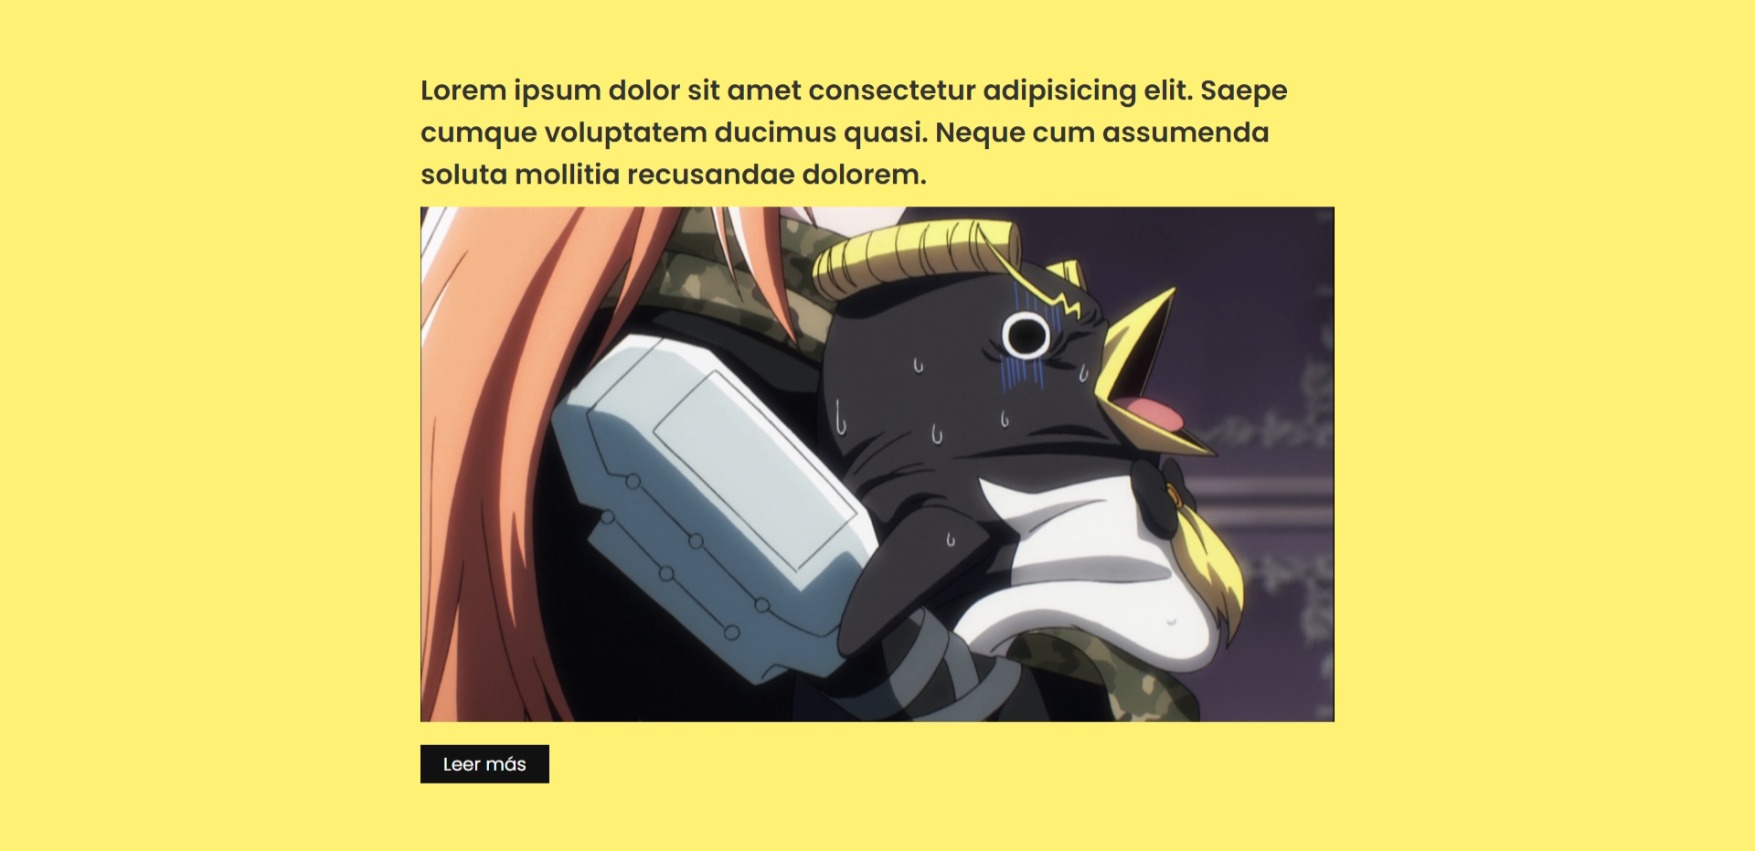 Lorem ipsum dolor sit amet consectetur adipisicing elit. Saepe
cumque voluptatem ducimus quasi. Neque cum assumenda
soluta mollitia recusandae dolorem.
Leer más